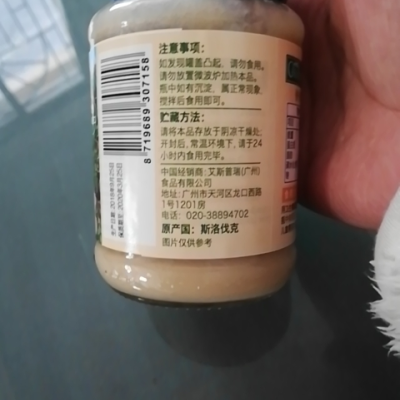 注意事项:
如发现罐盖凸起，请勿食用。
请勿放置微波炉加热本品。
瓶中如有沉淀，真正常现象，
搅拌后食用即可。
贮藏方法:
请将本品存放于阴凉干燥处;
开封后，常温环境下，请于24
小时内食用完毕。
中国经销商: 艾斯普瑞(广州)
食品有限公司
地址: 广州市天河区龙口西路
1号1201房
电话: 020-38894702
原产国: 斯洛伐克
图片仅供参考
8 719689 307158